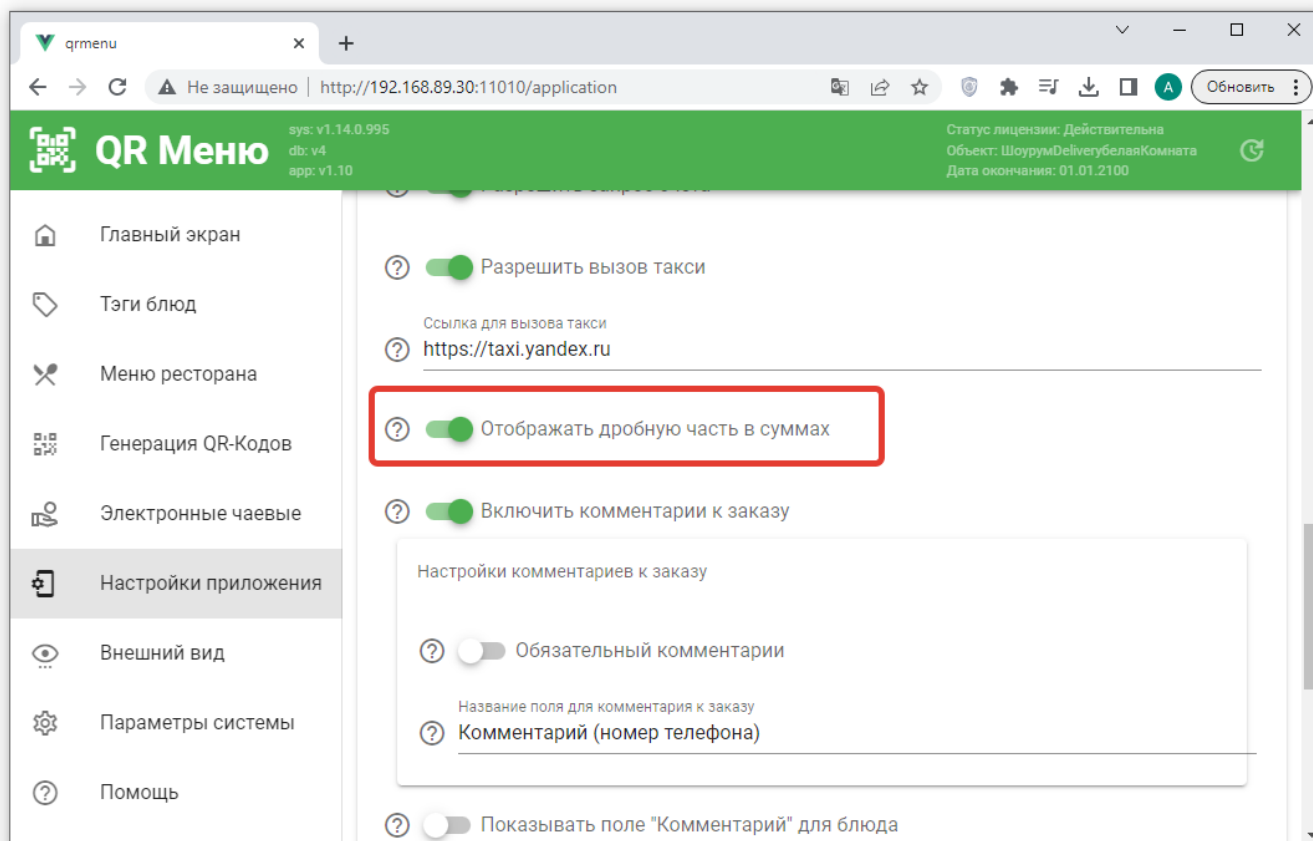 qrmenu
Не защищено http://192.168.89.30:11010/application
А
Обновить
QR Меню
sys: v1.14.0.995
db: v4
app: v1.10
Статус лицензии: Действительна
Объект: ШоурумDeliveryбелаяКомната
Дата окончания: 01.01.2100
Главный экран
Тэги блюд
Меню ресторана
Генерация QR-Кодов
Электронные чаевые
Настройки приложения
Внешний вид
Параметры системы
Помощь
Разрешить вызов такси
Ссылка для вызова такси
https://taxi.yandex.ru
Отображать дробную часть в суммах
Включить комментарии к заказу
Настройки комментариев к заказу
Обязательный комментарии
Название поля для комментария к заказу
Комментарий (номер телефона)
Показывать поле "Комментарий" для блюда